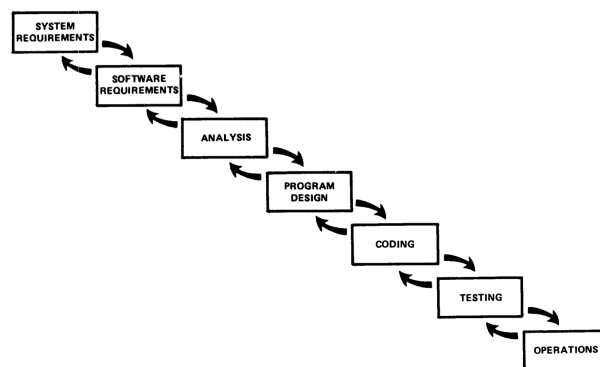 SYSTEM
REQUIREMENTS
SOFTWARE
REQUIREMENTS
ANALYSIS
PROGRAM
DESIGN
CODING
TESTING
OPERATIONS